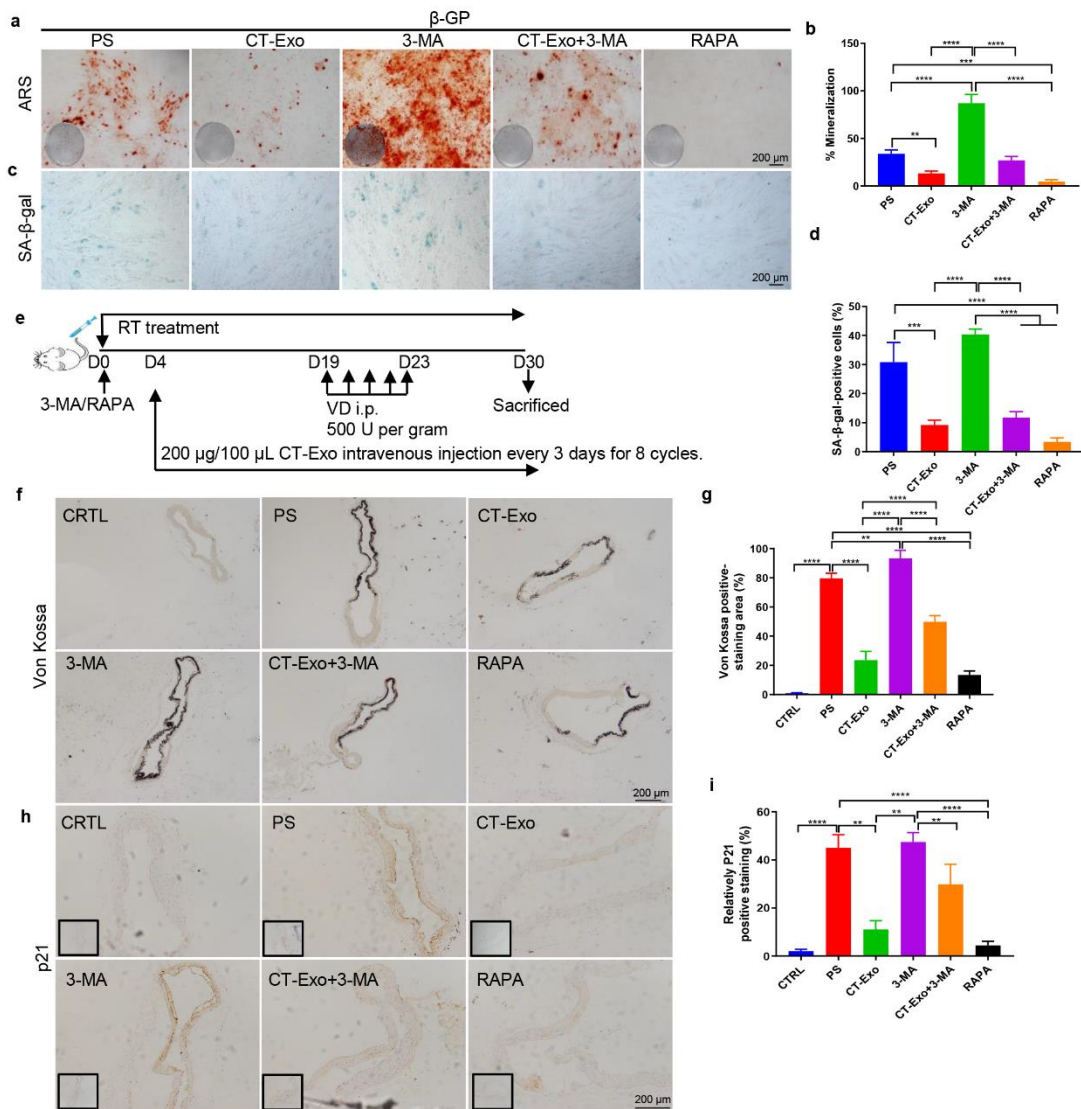 a
β-GP
PS CT-Exo 3-MA CT-Exo+3-MA RAPA
ARS
200 µm
b
% Mineralization
150
100
50
0
** **** **** **** *** ****
PS CT-Exo 3-MA CT-Exo+3-MA RAPA
c
SA-β-gal
200 µm
d
SA-β-gal-positive cells (%)
50
40
30
20
10
0
*** **** **** **** ****
PS CT-Exo 3-MA CT-Exo+3-MA RAPA
e
RT treatment
D0 D4 D19 D23 D30
3-MA/RAPA
VD i.p.
500 U per gram
Sacrificed
200 µg/100 µL CT-Exo intravenous injection every 3 days for 8 cycles.
f
Von Kossa
CRTL PS CT-Exo
3-MA CT-Exo+3-MA RAPA
200 µm
g
Von Kossa positive-
staining area (%)
100
80
60
40
20
0
****
**** ****
****
** ****
**** ****
CTRL PS CT-Exo 3-MA CT-Exo+3-MA RAPA
h
p21
CRTL PS CT-Exo
3-MA CT-Exo+3-MA RAPA
200 µm
i
Relatively P21
positive staining (%)
60
40
20
0
****
**** ** ** ****
**
CTRL PS CT-Exo 3-MA CT-Exo+3-MA RAPA